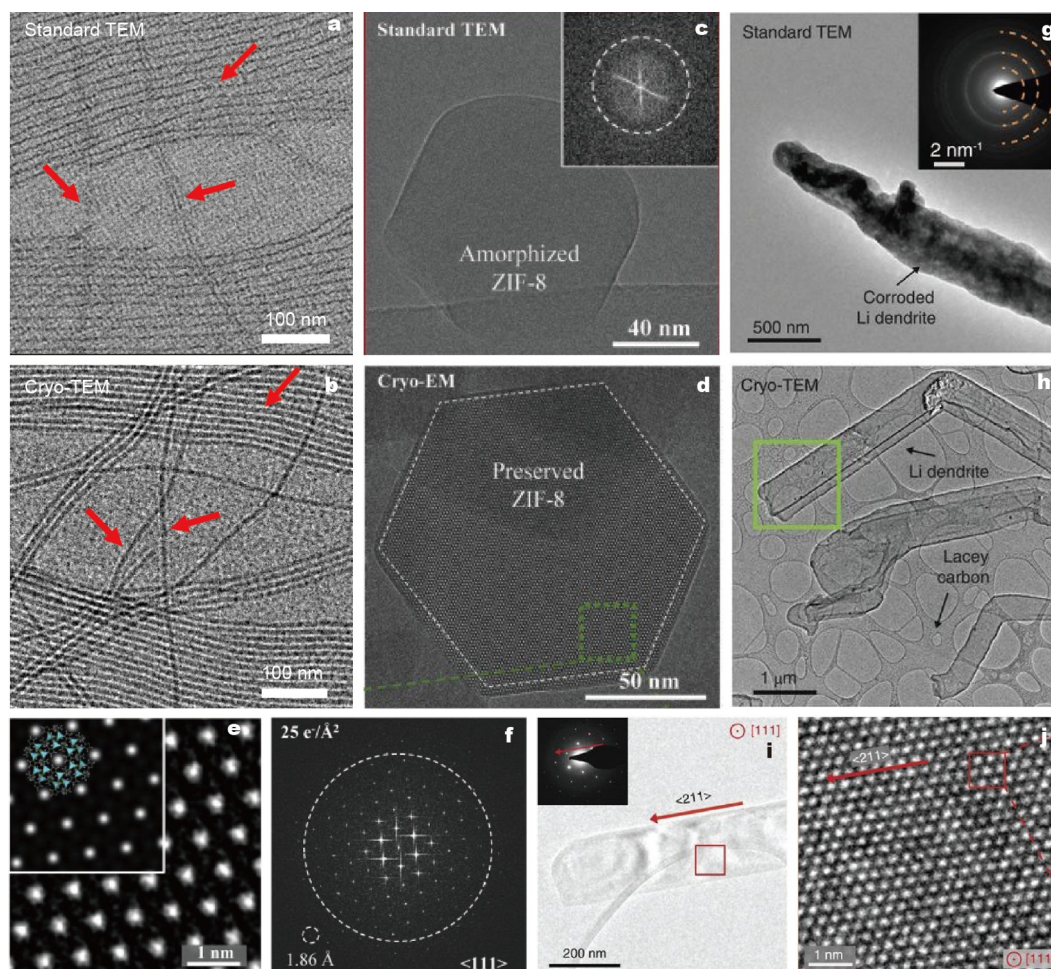 Standard TEM
a
100 nm
Standard TEM
c
Amorphized
ZIF-8
40 nm
Standard TEM
g
2 nm⁻¹
Corroded
Li dendrite
500 nm
Cryo-TEM
b
100 nm
Cryo-EM
d
Preserved
ZIF-8
50 nm
Cryo-TEM
h
Li dendrite
Lacey
carbon
1 μm
e
1 nm
25 e⁻/Å²
f
1.86 Å
<111>
[111]
i
<211>
200 nm
j
<211>
1 nm
[111]